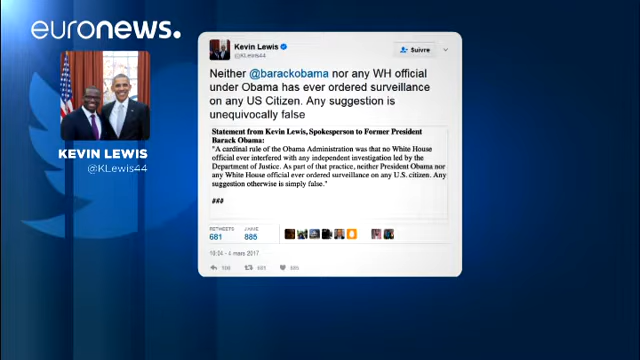 euronews.
KEVIN LEWIS
@KLewis44
Kevin Lewis
@KLewis44
Suivre
Neither @barackobama nor any WH official
under Obama has ever ordered surveillance
on any US Citizen. Any suggestion is
unequivocally false
Statement from Kevin Lewis, Spokesperson to Former President
Barack Obama:
"A cardinal rule of the Obama Administration was that no White House
official ever interfered with any independent investigation led by the
Department of Justice. As part of that practice, neither President Obama nor
any White House official ever ordered surveillance on any U.S. citizen. Any
suggestion otherwise is simply false."
###
RETWEETS
681
J'AIME
885
19:04 - 4 mars 2017
681
885